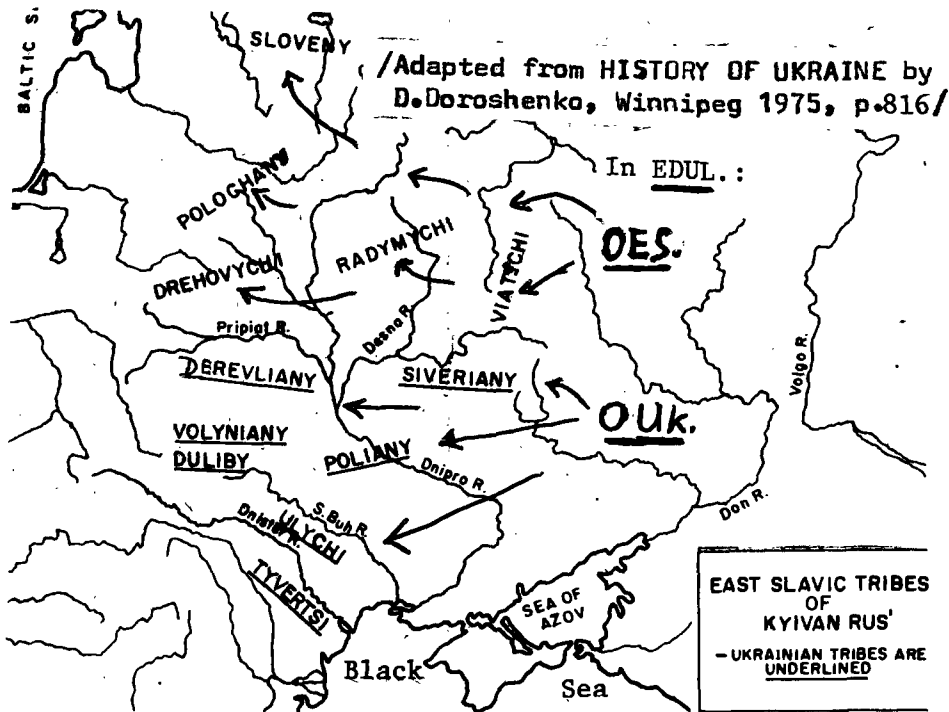 BALTIC S.
SLOVENY
/Adapted from HISTORY OF UKRAINE by
D.Doroshenko, Winnipeg 1975, p.816/
In EDUL.:
POLOCHANY
OES.
RADYMYCHI
VIATICHI
DREHOVYCHI
Pripiat R.
Desna R.
Volga R.
DEREVLIANY
SIVERIANY
OUk.
VOLYNIANY
DULIBY
POLIANY
Dnipro R.
Don R.
S.Buh R.
Dnister R.
ULYCHI
TYVERTSI
SEA OF
AZOV
Black
Sea
EAST SLAVIC TRIBES
OF
KYIVAN RUS'
– UKRAINIAN TRIBES ARE
UNDERLINED